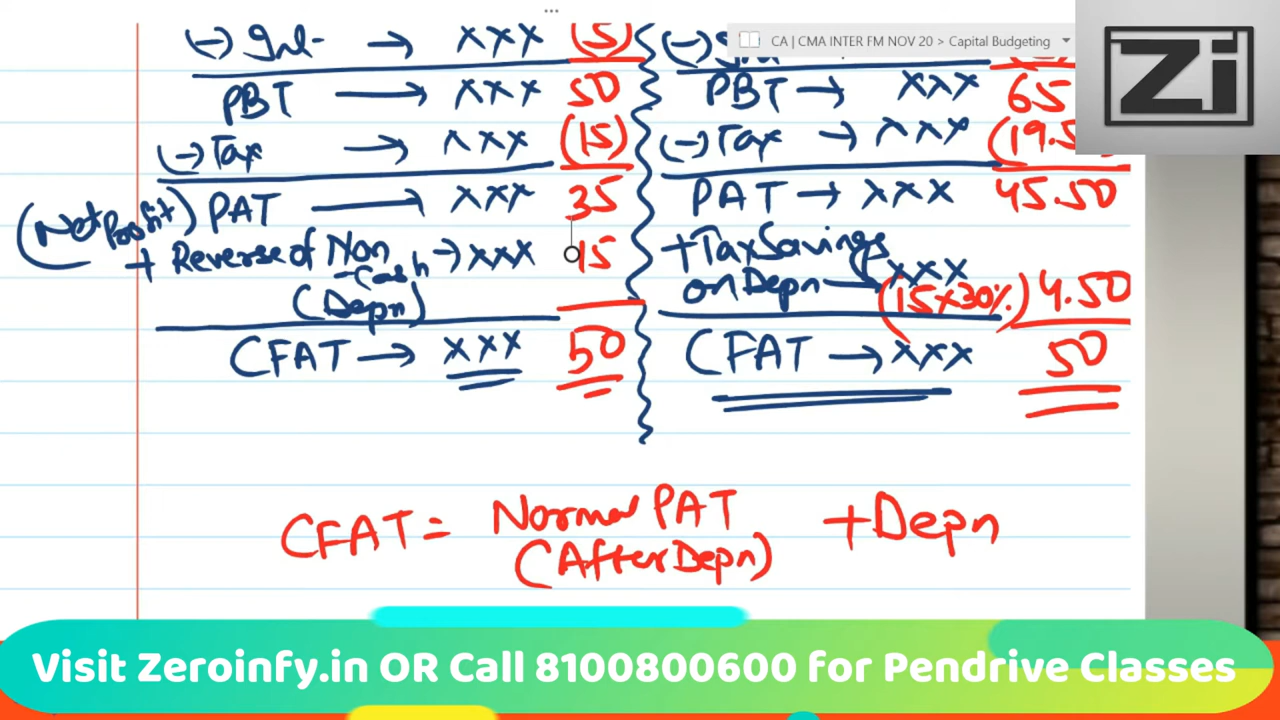 CA | CMA INTER FM NOV 20 > Capital Budgeting
Zi
(-) Int → xxx (5)
PBT → xxx 50
(-) Tax → xxx (15)
(Net Profit) PAT → xxx 35
+ Reverse of Non → xxx 15
-Cash
(Depn)
CFAT → xxx 50
PBT → xxx 65
(-) Tax → xxx (19.5
PAT → xxx 45.50
+ Tax Savings
on Depn → xxx
(15x30%) 4.50
CFAT → xxx 50
CFAT = Normal PAT + Depn
(After Depn)
Visit Zeroinfy.in OR Call 8100800600 for Pendrive Classes